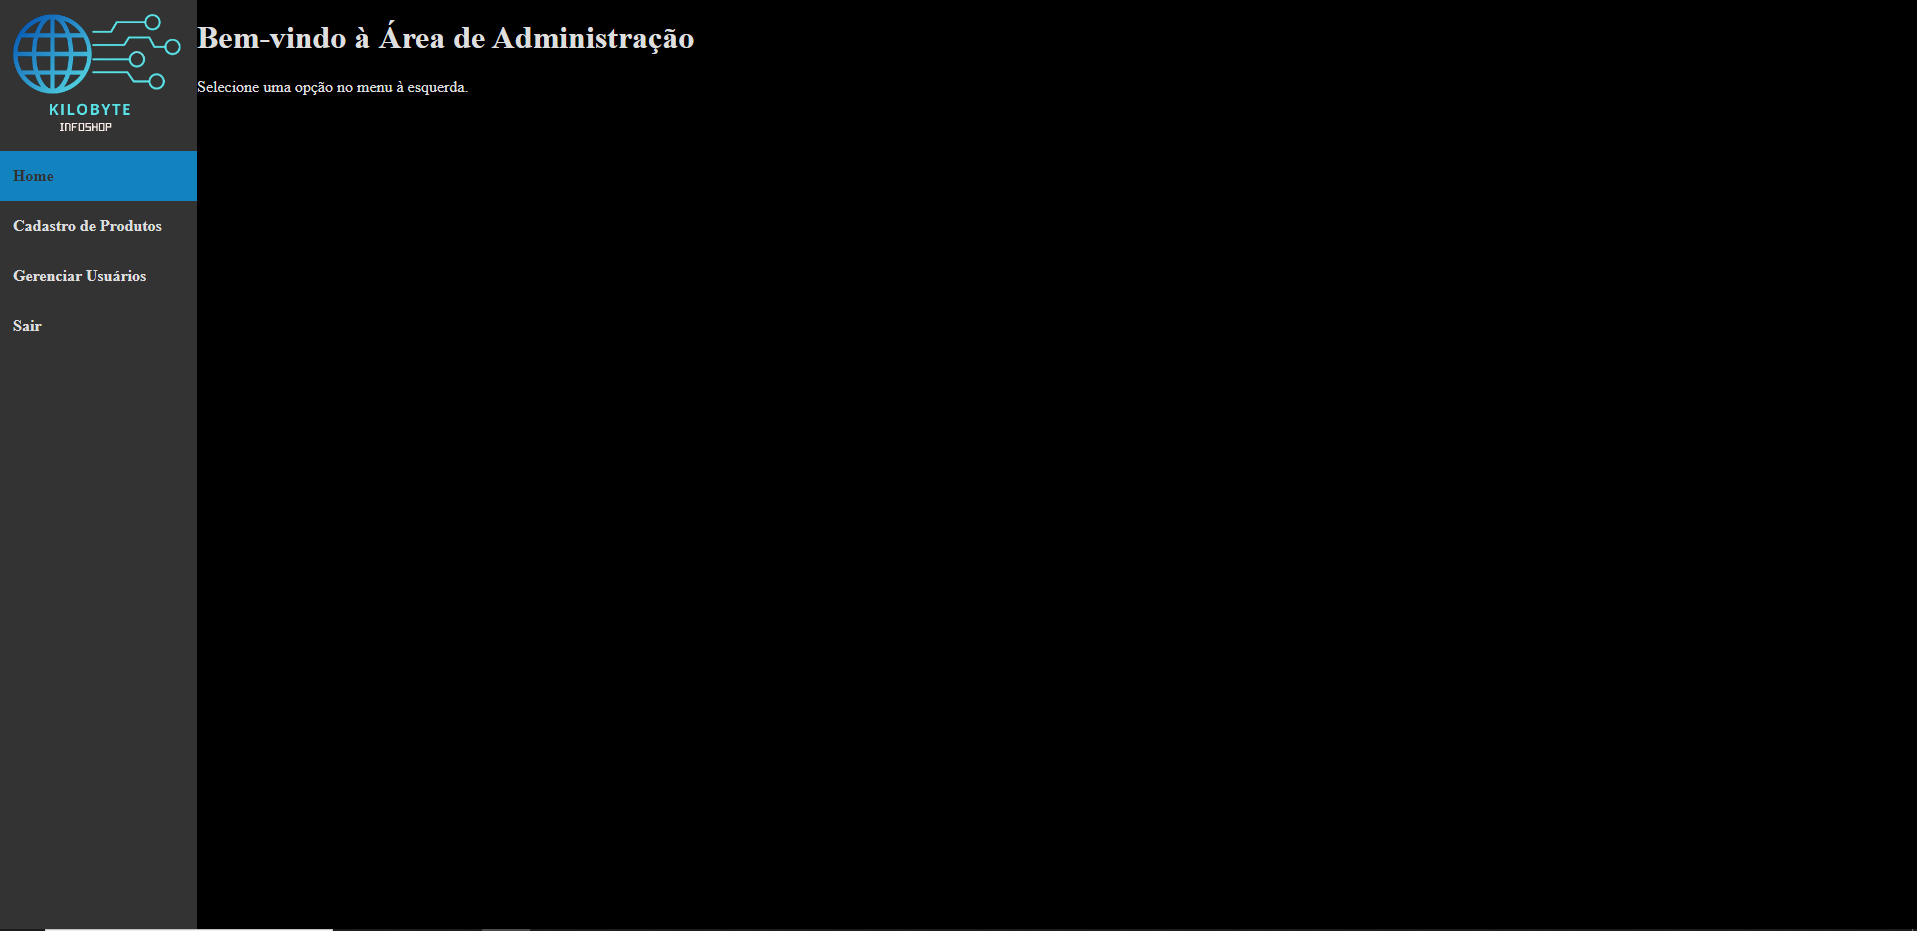 KILOBYTE
INFOSHOP
Home
Cadastro de Produtos
Gerenciar Usuários
Sair
Bem-vindo à Área de Administração
Selecione uma opção no menu à esquerda.